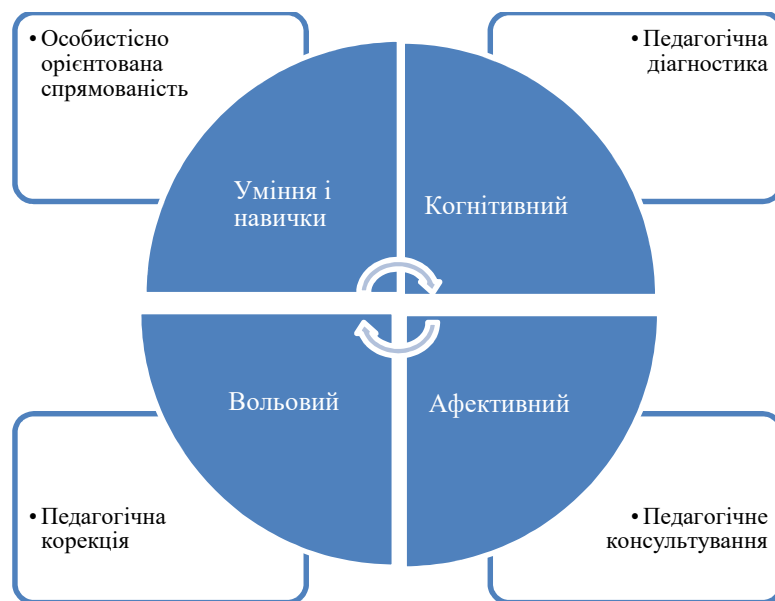 • Особистісно
орієнтована
спрямованість
• Педагогічна
діагностика
Уміння і
навички
Когнітивний
Вольовий
Афективний
• Педагогічна
корекція
• Педагогічне
консультування